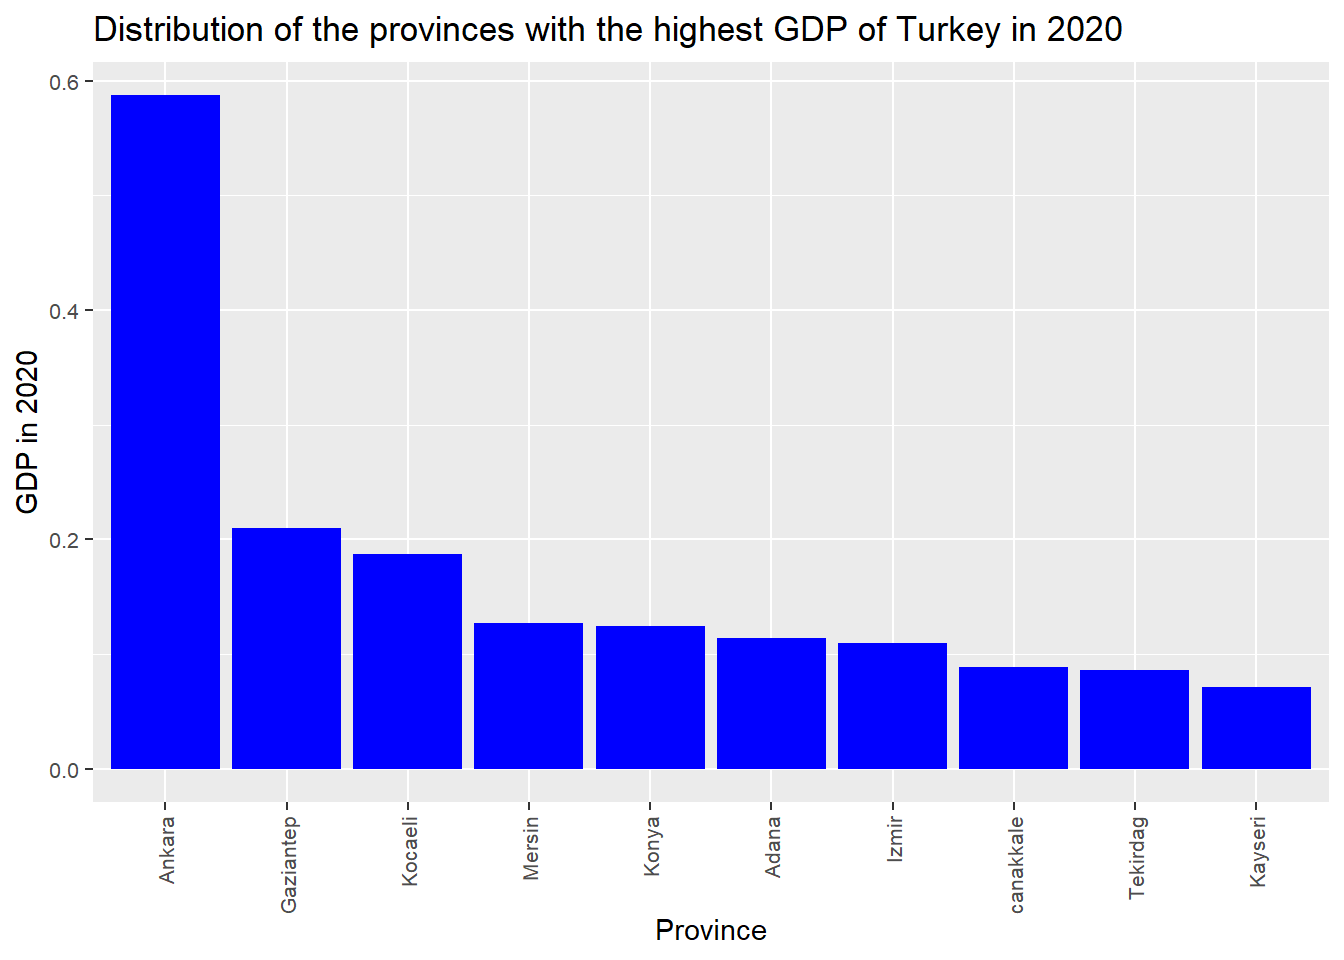 Distribution of the provinces with the highest GDP of Turkey in 2020
GDP in 2020
0.6
0.4
0.2
0.0
Ankara
Gaziantep
Kocaeli
Mersin
Konya
Adana
Izmir
canakkale
Tekirdag
Kayseri
Province